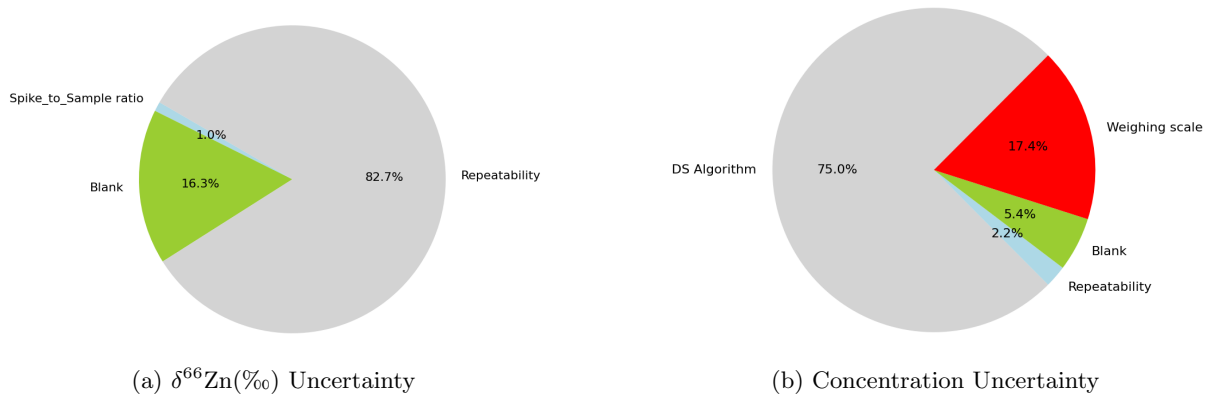 Spike_to_Sample ratio
1.0%
Blank
16.3%
82.7%
Repeatability
(a) δ⁶⁶Zn(‰) Uncertainty
DS Algorithm
75.0%
17.4%
Weighing scale
5.4%
Blank
2.2%
Repeatability
(b) Concentration Uncertainty